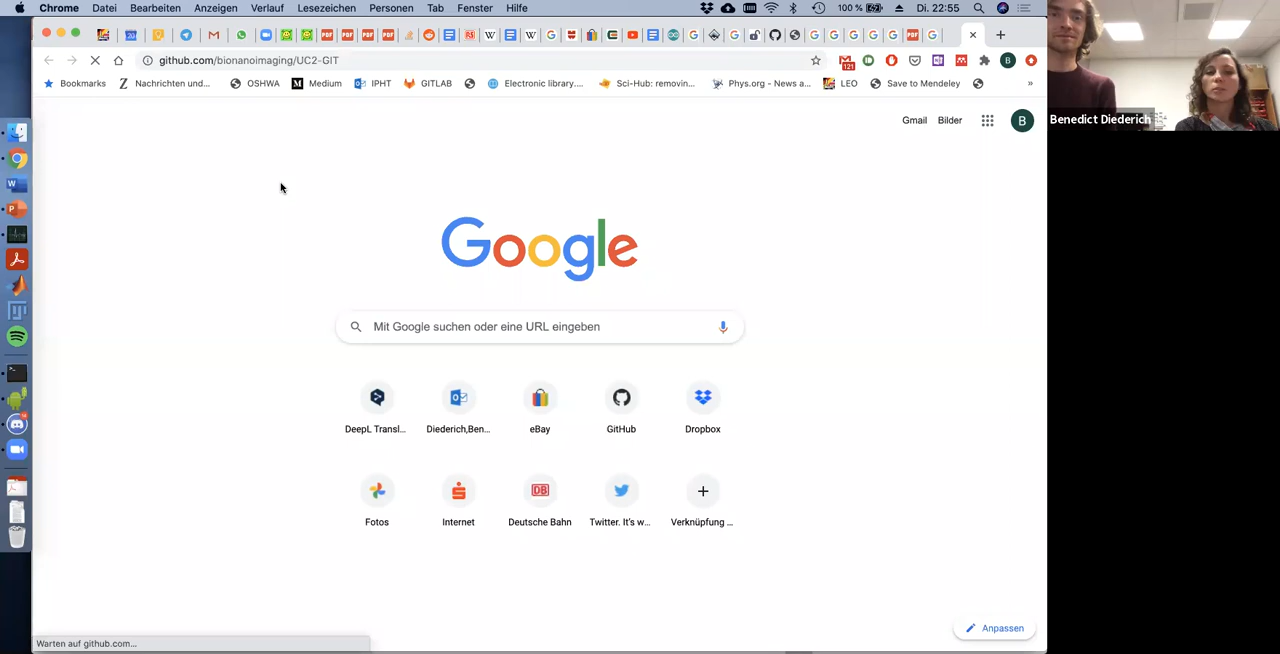 Chrome Datei Bearbeiten Anzeigen Verlauf Lesezeichen Personen Tab Fenster Hilfe 100 % Di. 22:55
github.com/bionanoimaging/UC2-GIT 121 B
Bookmarks Nachrichten und... OSHWA Medium IPHT GITLAB Electronic library.... Sci-Hub: removin... Phys.org - News a... LEO Save to Mendeley »
Benedict Diederich
Gmail Bilder B
Google
Mit Google suchen oder eine URL eingeben
DeepL Transl... Diederich,Ben... eBay GitHub Dropbox
DB
Fotos Internet Deutsche Bahn Twitter. It's w... Verknüpfung ...
Anpassen
Warten auf github.com...